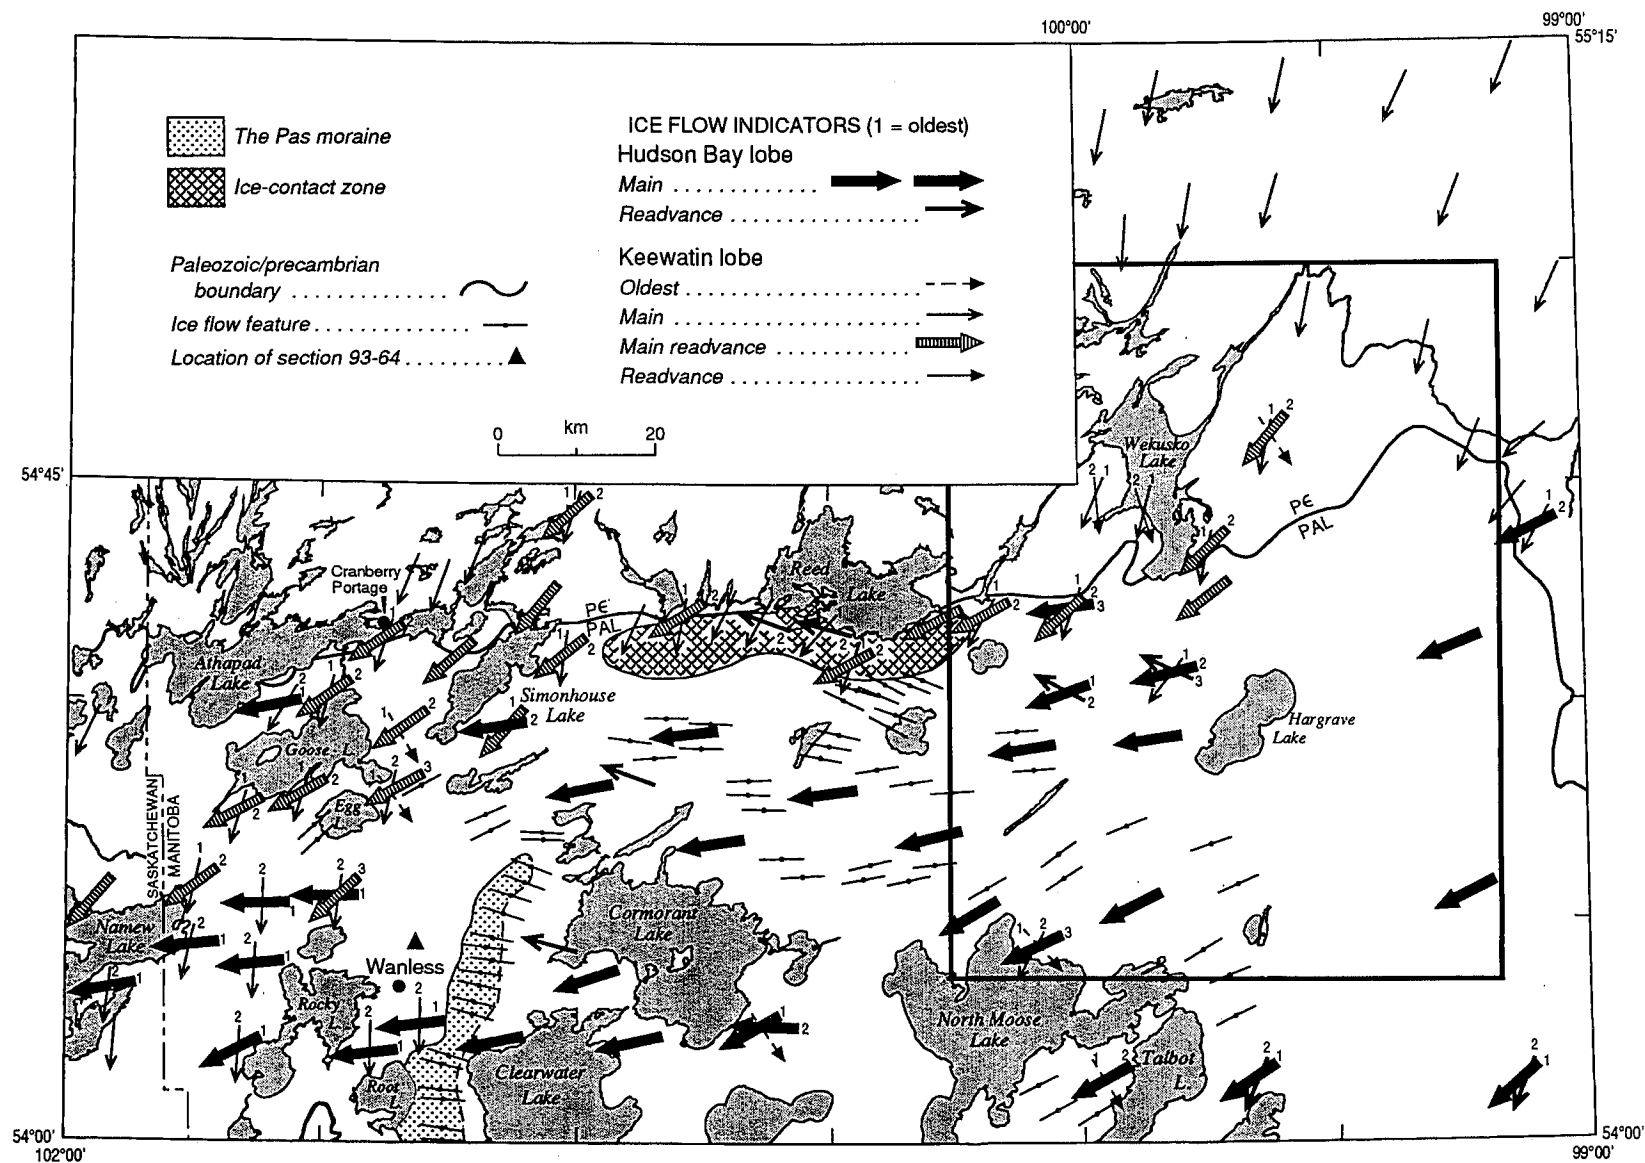 100°00'
99°00'
55°15'
The Pas moraine
Ice-contact zone
Paleozoic/precambrian
boundary ..............
Ice flow feature ..............
Location of section 93-64 ..........
ICE FLOW INDICATORS (1 = oldest)
Hudson Bay lobe
Main .............
Readvance .................
Keewatin lobe
Oldest .....................
Main .....................
Main readvance .............
Readvance .................
km
0 20
54°45'
Wekusko
Lake
PЄ
PAL
Cranberry
Portage
Reed
Lake
PЄ
PAL
Athapap
Lake
Simonhouse
Lake
Hargrave
Lake
Goose L.
Egg
L.
SASKATCHEWAN
MANITOBA
Namew
Lake
Cormorant
Lake
Wanless
Rocky
L.
North Moose
Lake
Clearwater
Lake
Root
L.
Talbot
L.
54°00'
102°00'
54°00'
99°00'